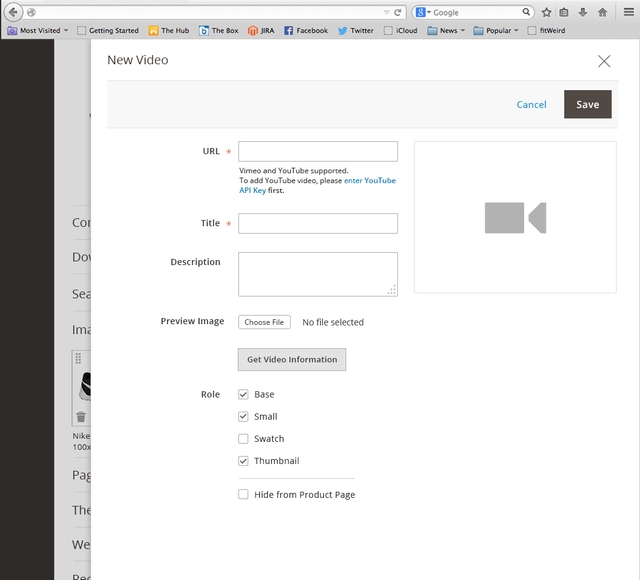 Google
Most Visited
Getting Started
The Hub
The Box
JIRA
Facebook
Twitter
iCloud
News
Popular
fitWeird
New Video
Cancel
Save
URL *
Vimeo and YouTube supported.
To add YouTube video, please enter YouTube
API Key first.
Title *
Description
Preview Image
Choose File
No file selected
Get Video Information
Role
Base
Small
Swatch
Thumbnail
Hide from Product Page
Con
Dow
Sea
Ima
Nike
100x
Pag
The
We